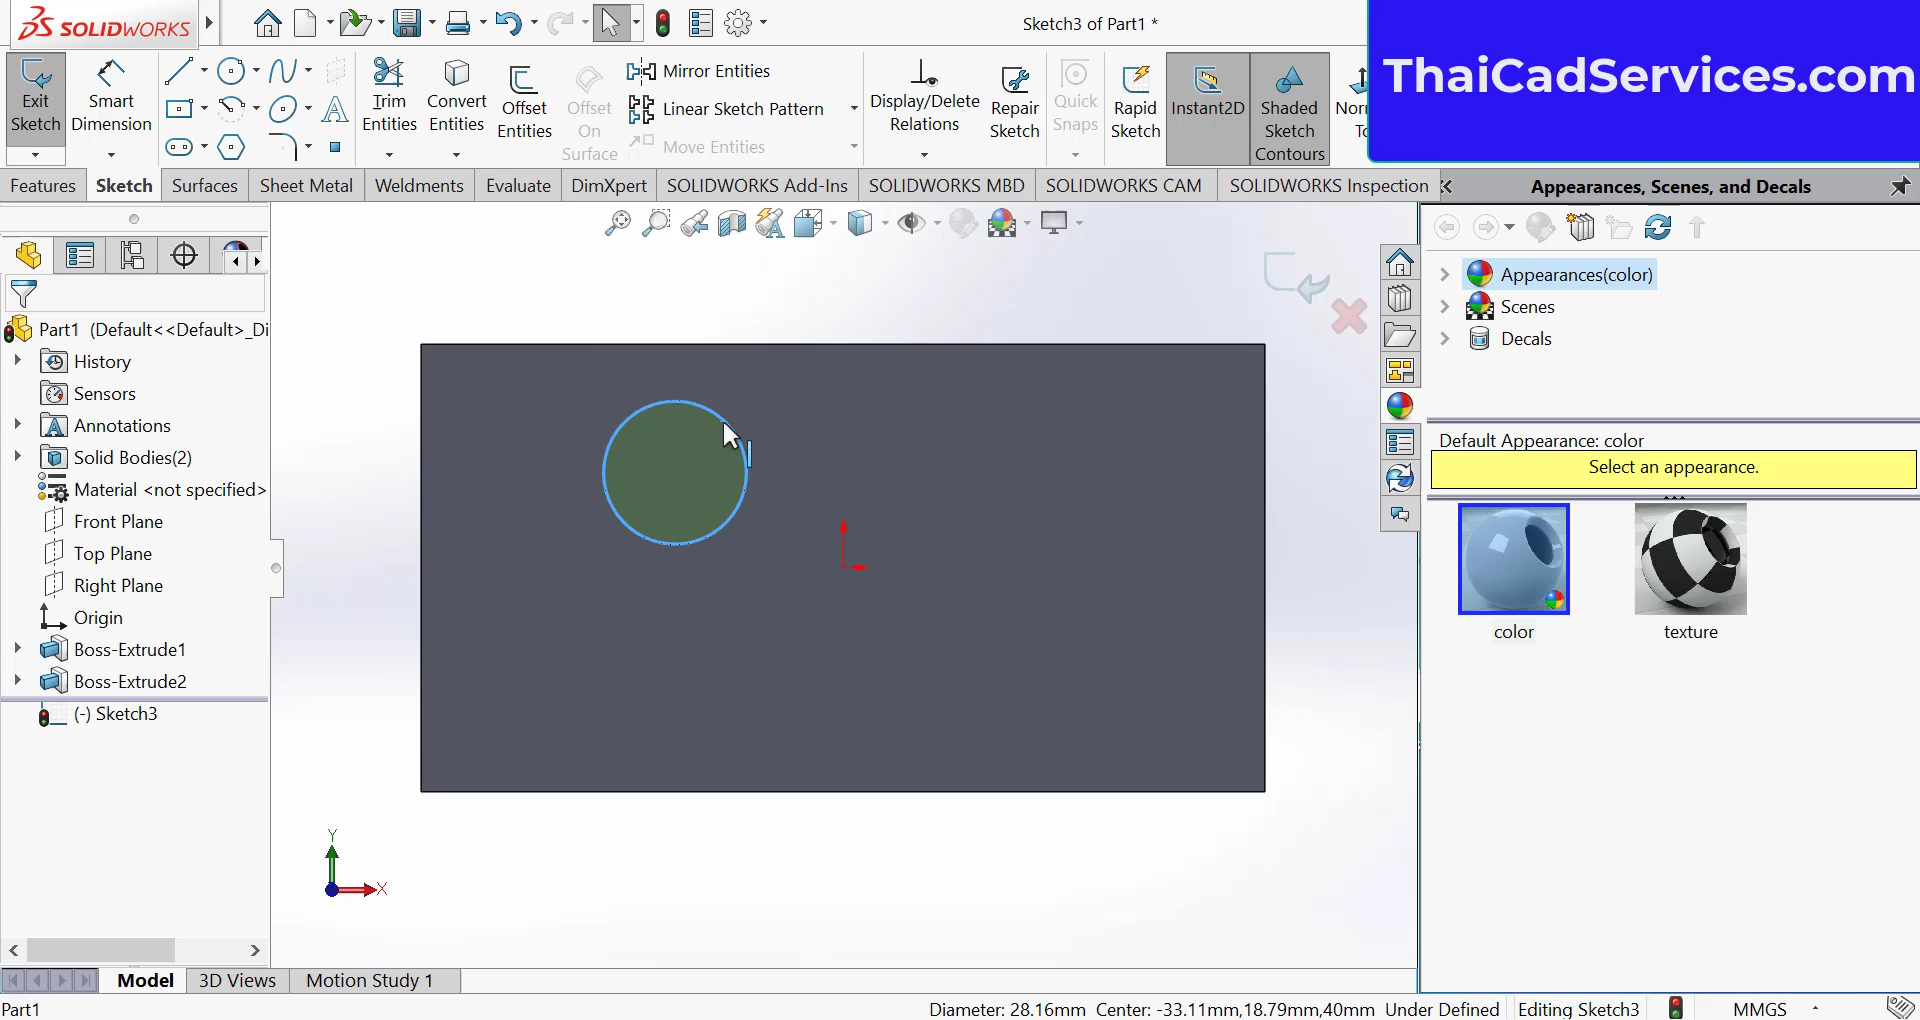 SOLIDWORKS
Sketch3 of Part1 *
ThaiCadServices.com
Exit Sketch
Smart Dimension
Trim Entities
Convert Entities
Offset Entities
Offset On Surface
Mirror Entities
Linear Sketch Pattern
Move Entities
Display/Delete Relations
Repair Sketch
Quick Snaps
Rapid Sketch
Instant2D
Shaded Sketch Contours
Features
Sketch
Surfaces
Sheet Metal
Weldments
Evaluate
DimXpert
SOLIDWORKS Add-Ins
SOLIDWORKS MBD
SOLIDWORKS CAM
SOLIDWORKS Inspection
Appearances, Scenes, and Decals
Part1 (Default<<Default>_Di
History
Sensors
Annotations
Solid Bodies(2)
Material <not specified>
Front Plane
Top Plane
Right Plane
Origin
Boss-Extrude1
Boss-Extrude2
(-) Sketch3
Y
X
Appearances(color)
Scenes
Decals
Default Appearance: color
Select an appearance.
color
texture
Model
3D Views
Motion Study 1
Part1
Diameter: 28.16mm Center: -33.11mm,18.79mm,40mm Under Defined
Editing Sketch3
MMGS